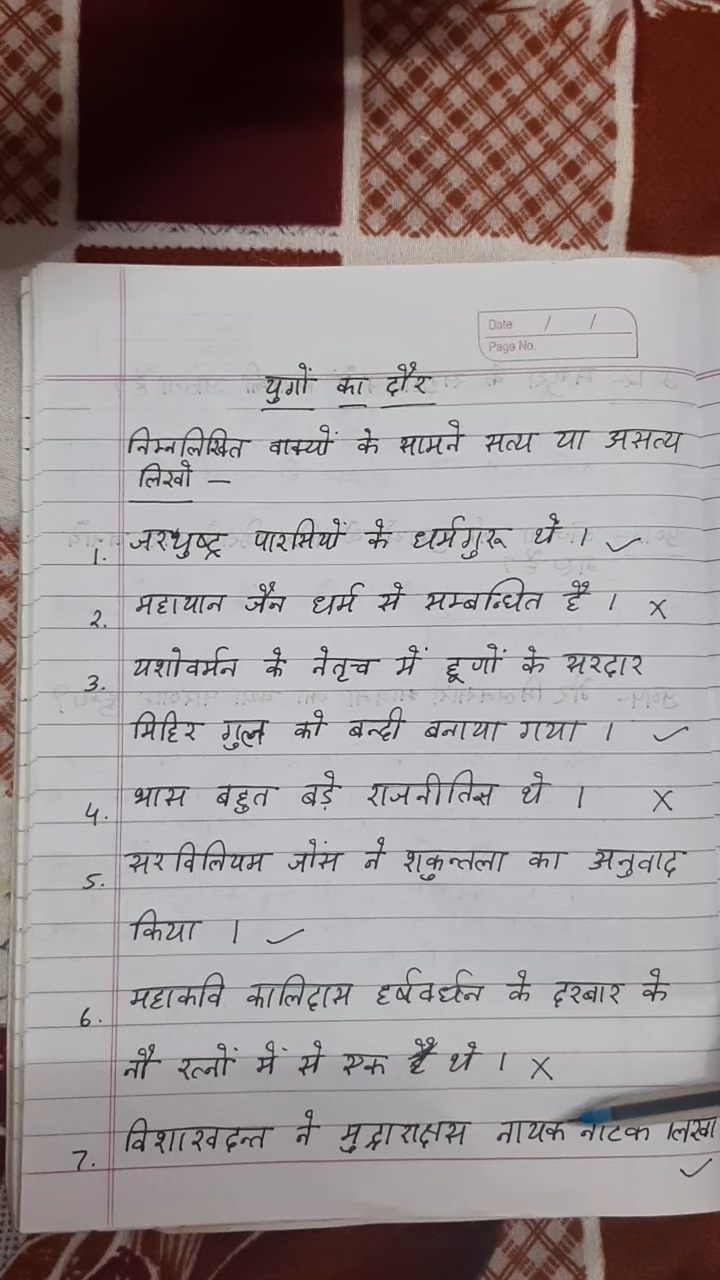 Date / /
Page No.
युगों का दौर
निम्नलिखित वाक्यों के सामने सत्य या असत्य
लिखो —
1. जरथुष्ट्र पारसियों के धर्मगुरू थे । ✓
2. महायान जैन धर्म से सम्बन्धित है । ×
3. यशोवर्मन के नेतृत्व में हूणों के सरदार
मिहिर गुल को बन्दी बनाया गया । ✓
4. भास बहुत बड़े राजनीतिज्ञ थे । ×
5. सर विलियम जोंस ने शकुन्तला का अनुवाद
किया । ✓
6. महाकवि कालिदास हर्षवर्धन के दरबार के
नौ रत्नों में से एक थे । ×
7. विशाखदन्त ने मुद्राराक्षस नायक नाटक लिखा
✓